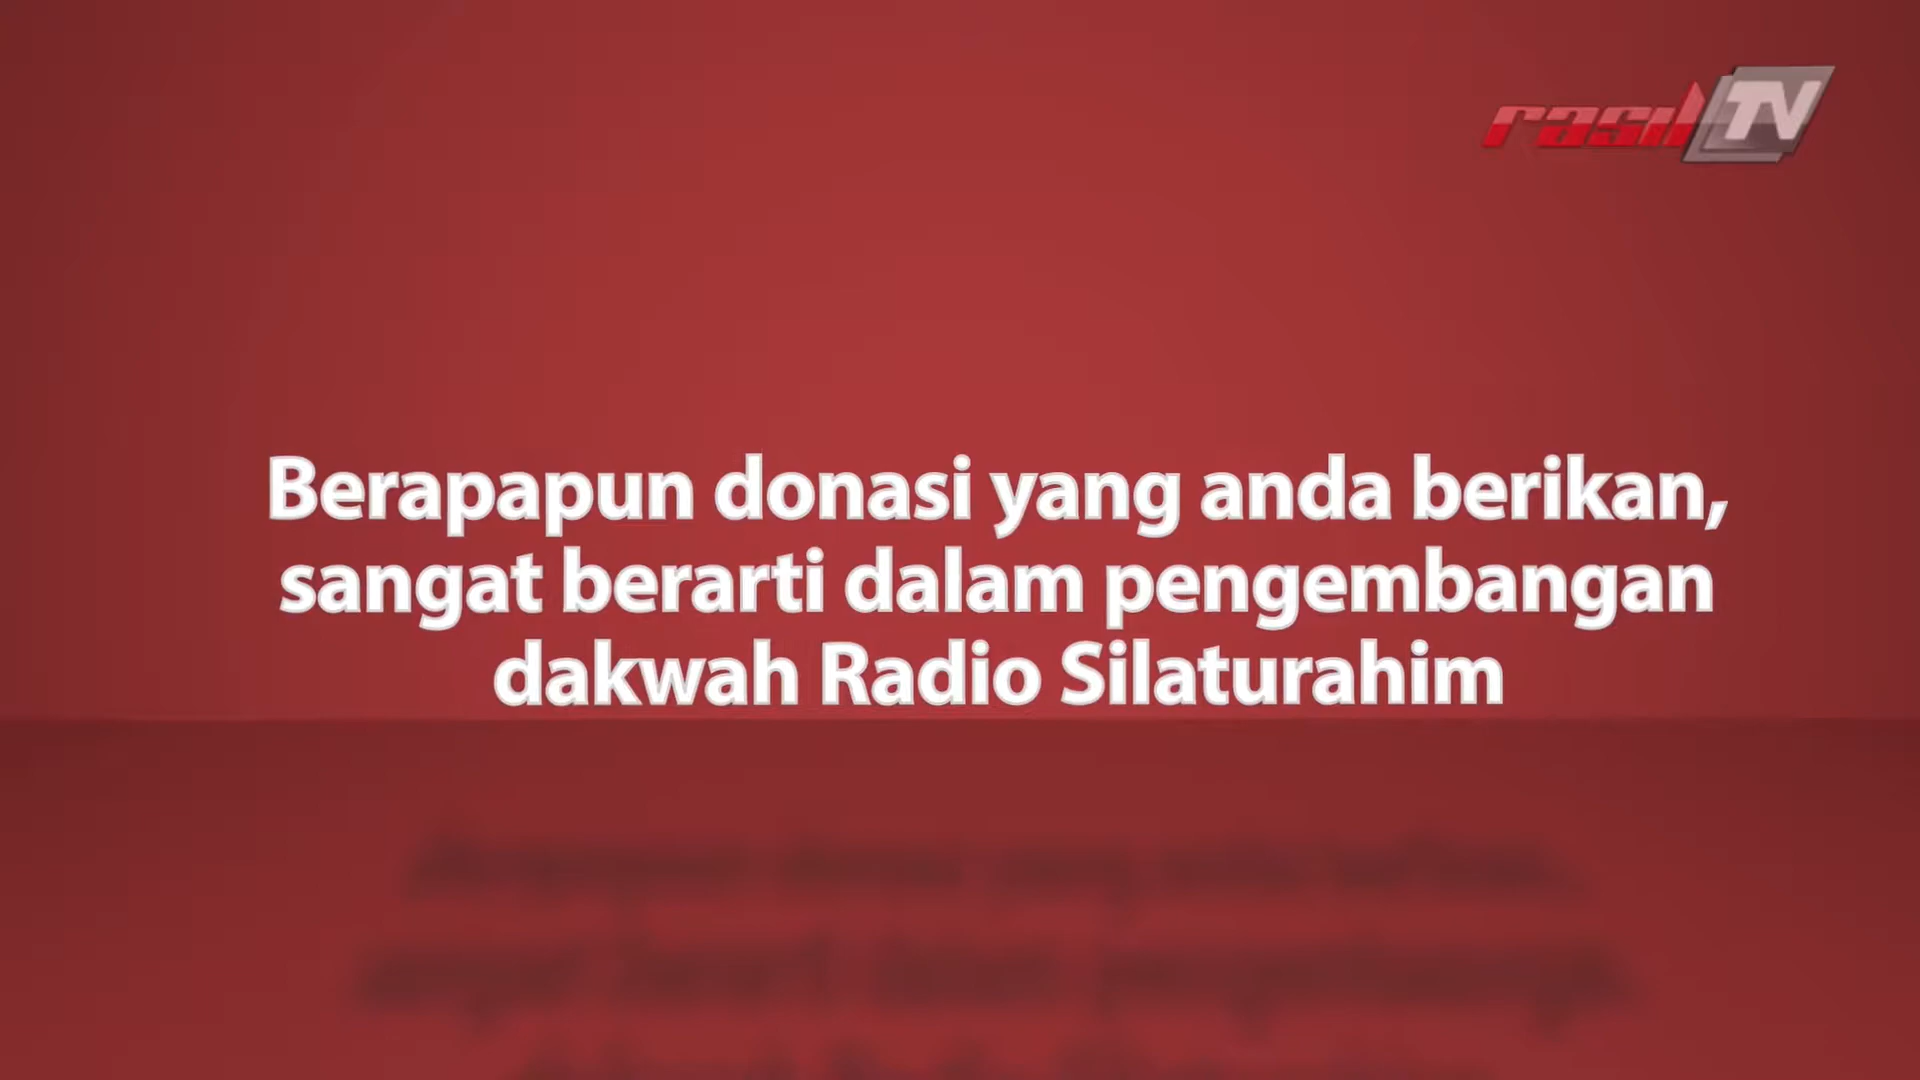 rasil TV
Berapapun donasi yang anda berikan,
sangat berarti dalam pengembangan
dakwah Radio Silaturahim